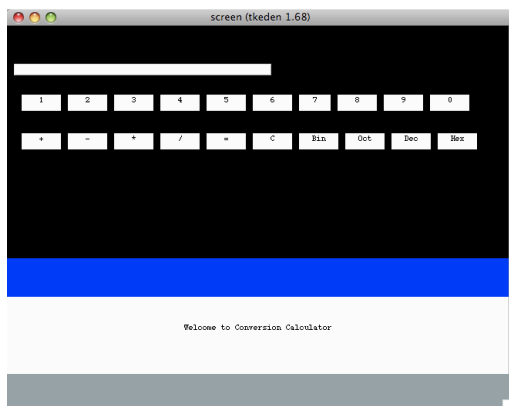 screen (tkeden 1.68)
1 2 3 4 5 6 7 8 9 0
+ - * / = C Bin Oct Dec Hex
Welcome to Conversion Calculator